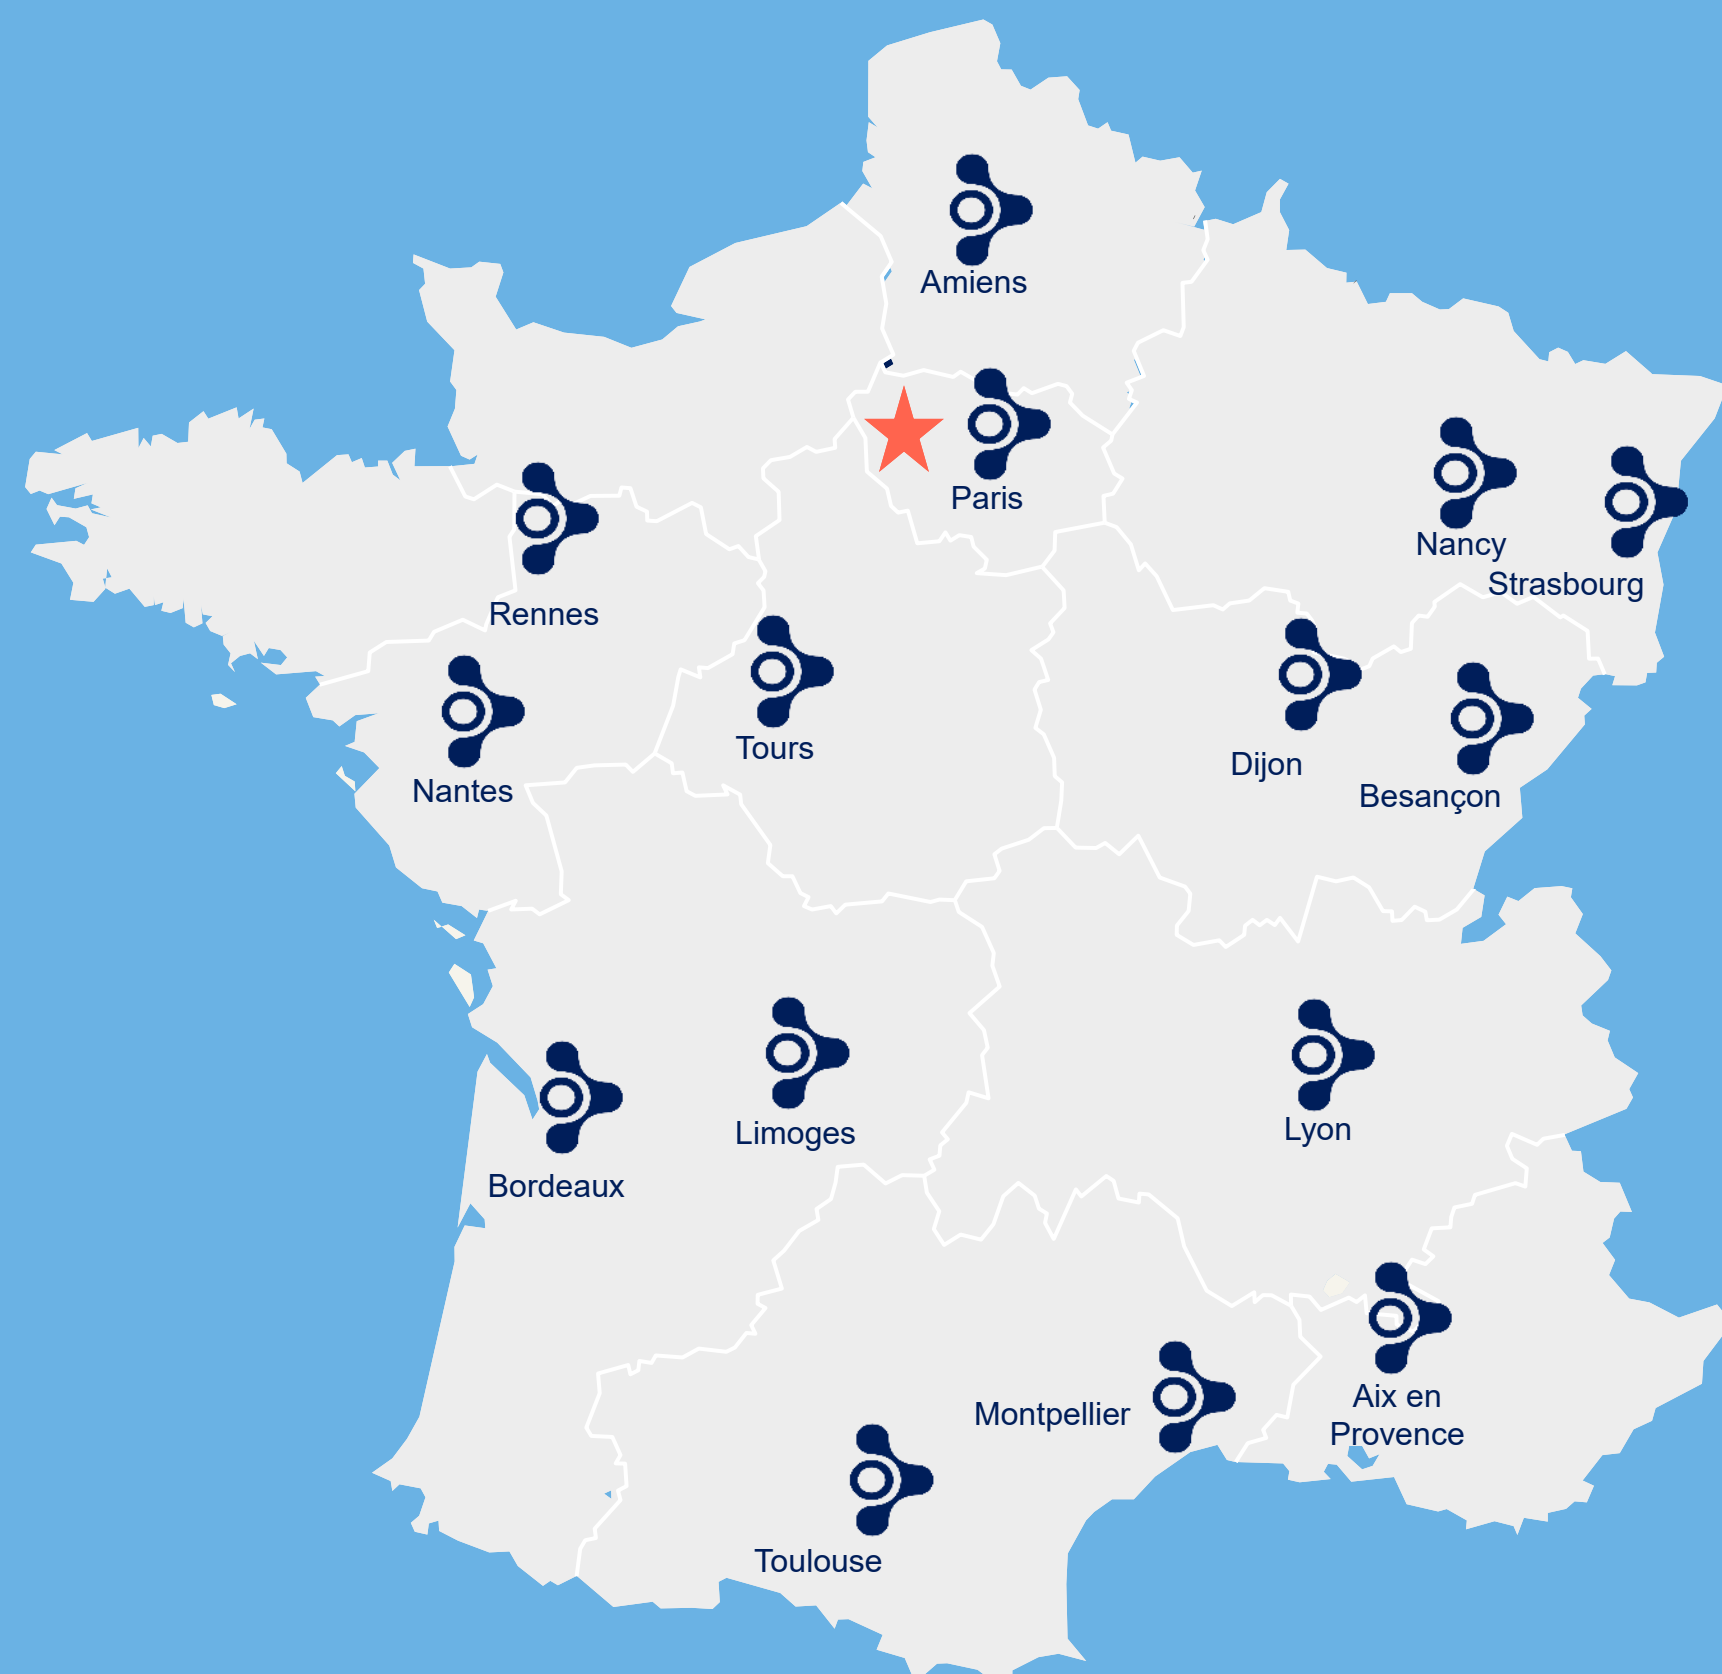 Amiens
Paris
Nancy
Strasbourg
Rennes
Tours
Dijon
Nantes
Besançon
Limoges
Lyon
Bordeaux
Montpellier
Aix en
Provence
Toulouse